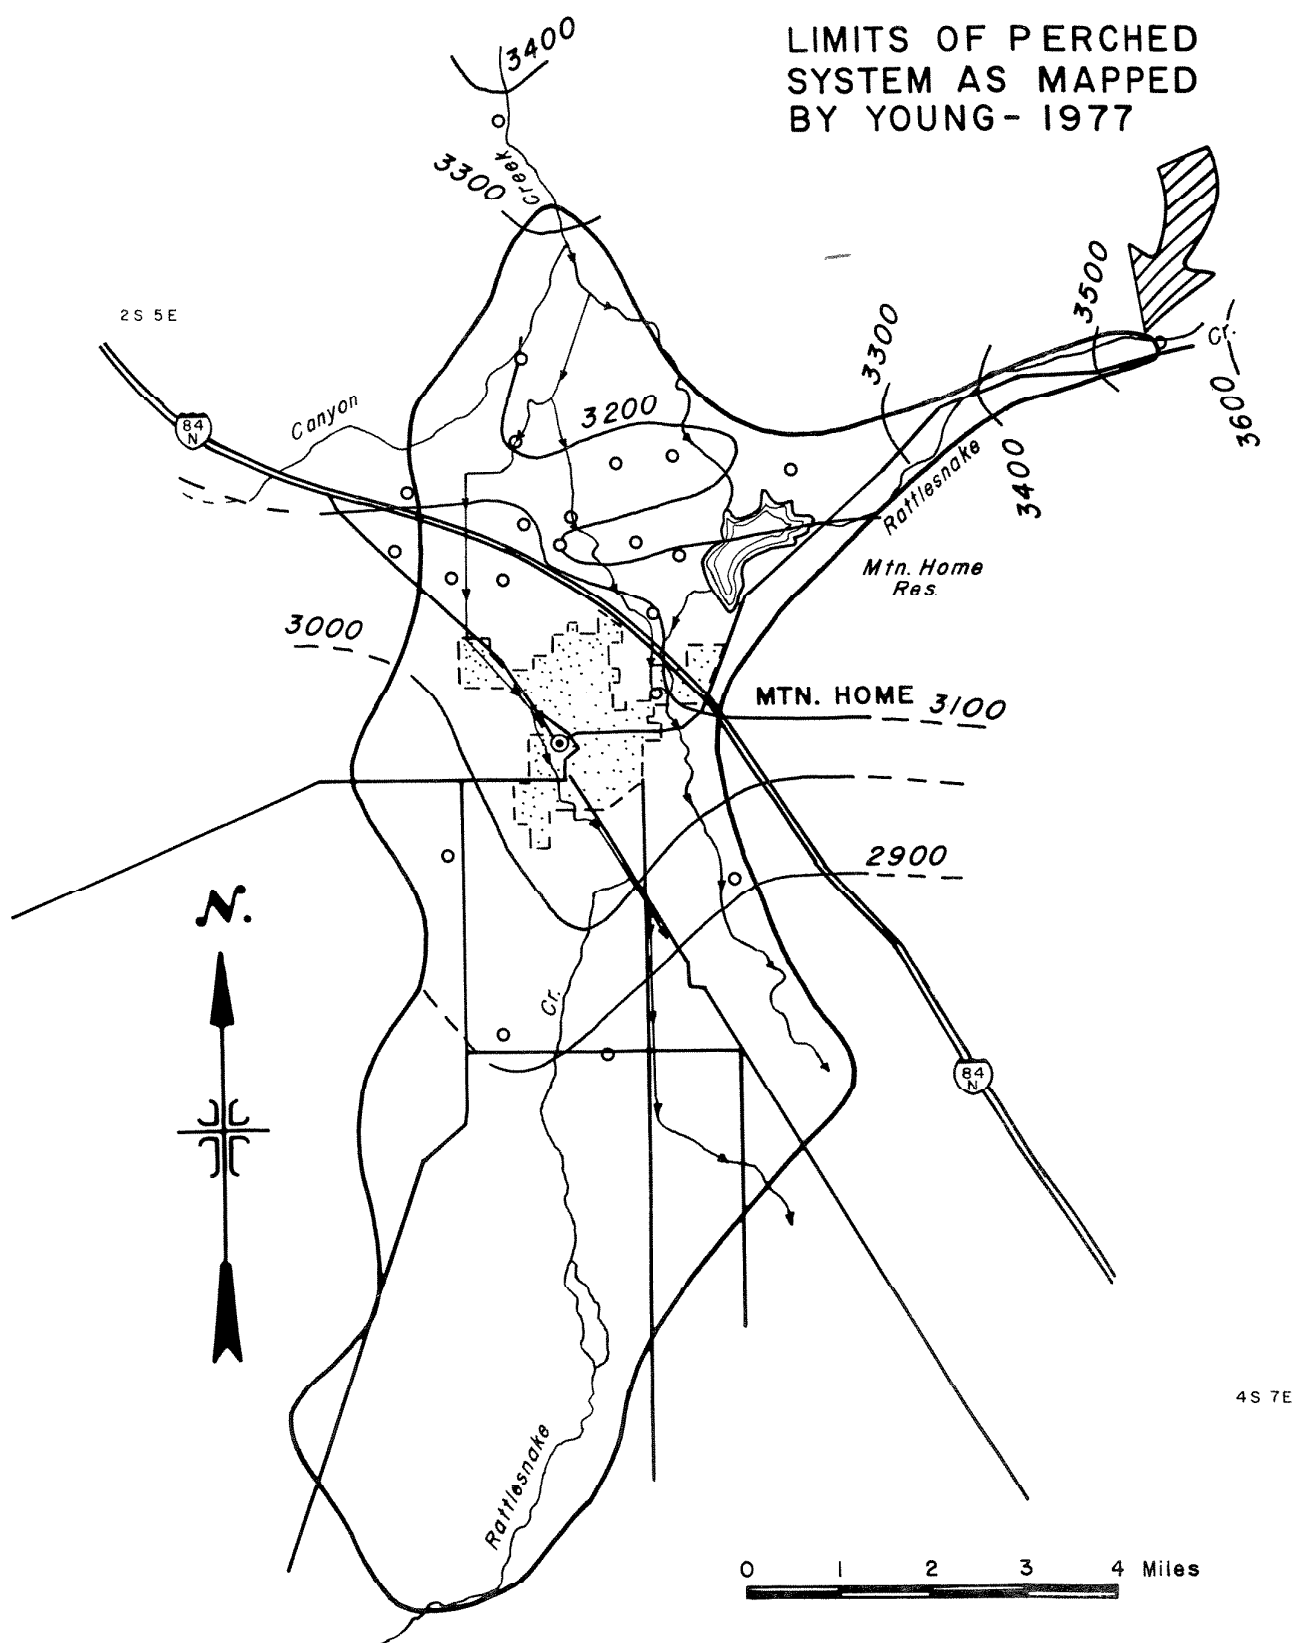 LIMITS OF PERCHED
SYSTEM AS MAPPED
BY YOUNG- 1977
3400
Creek
3300
3500
2S 5E
3300
Cr.
3600
84
N
Canyon
3200
3400
Rattlesnake
Mtn. Home
Res.
3000
MTN. HOME
3100
2900
N.
Cr.
84
N
4S 7E
Rattlesnake
0 1 2 3 4 Miles